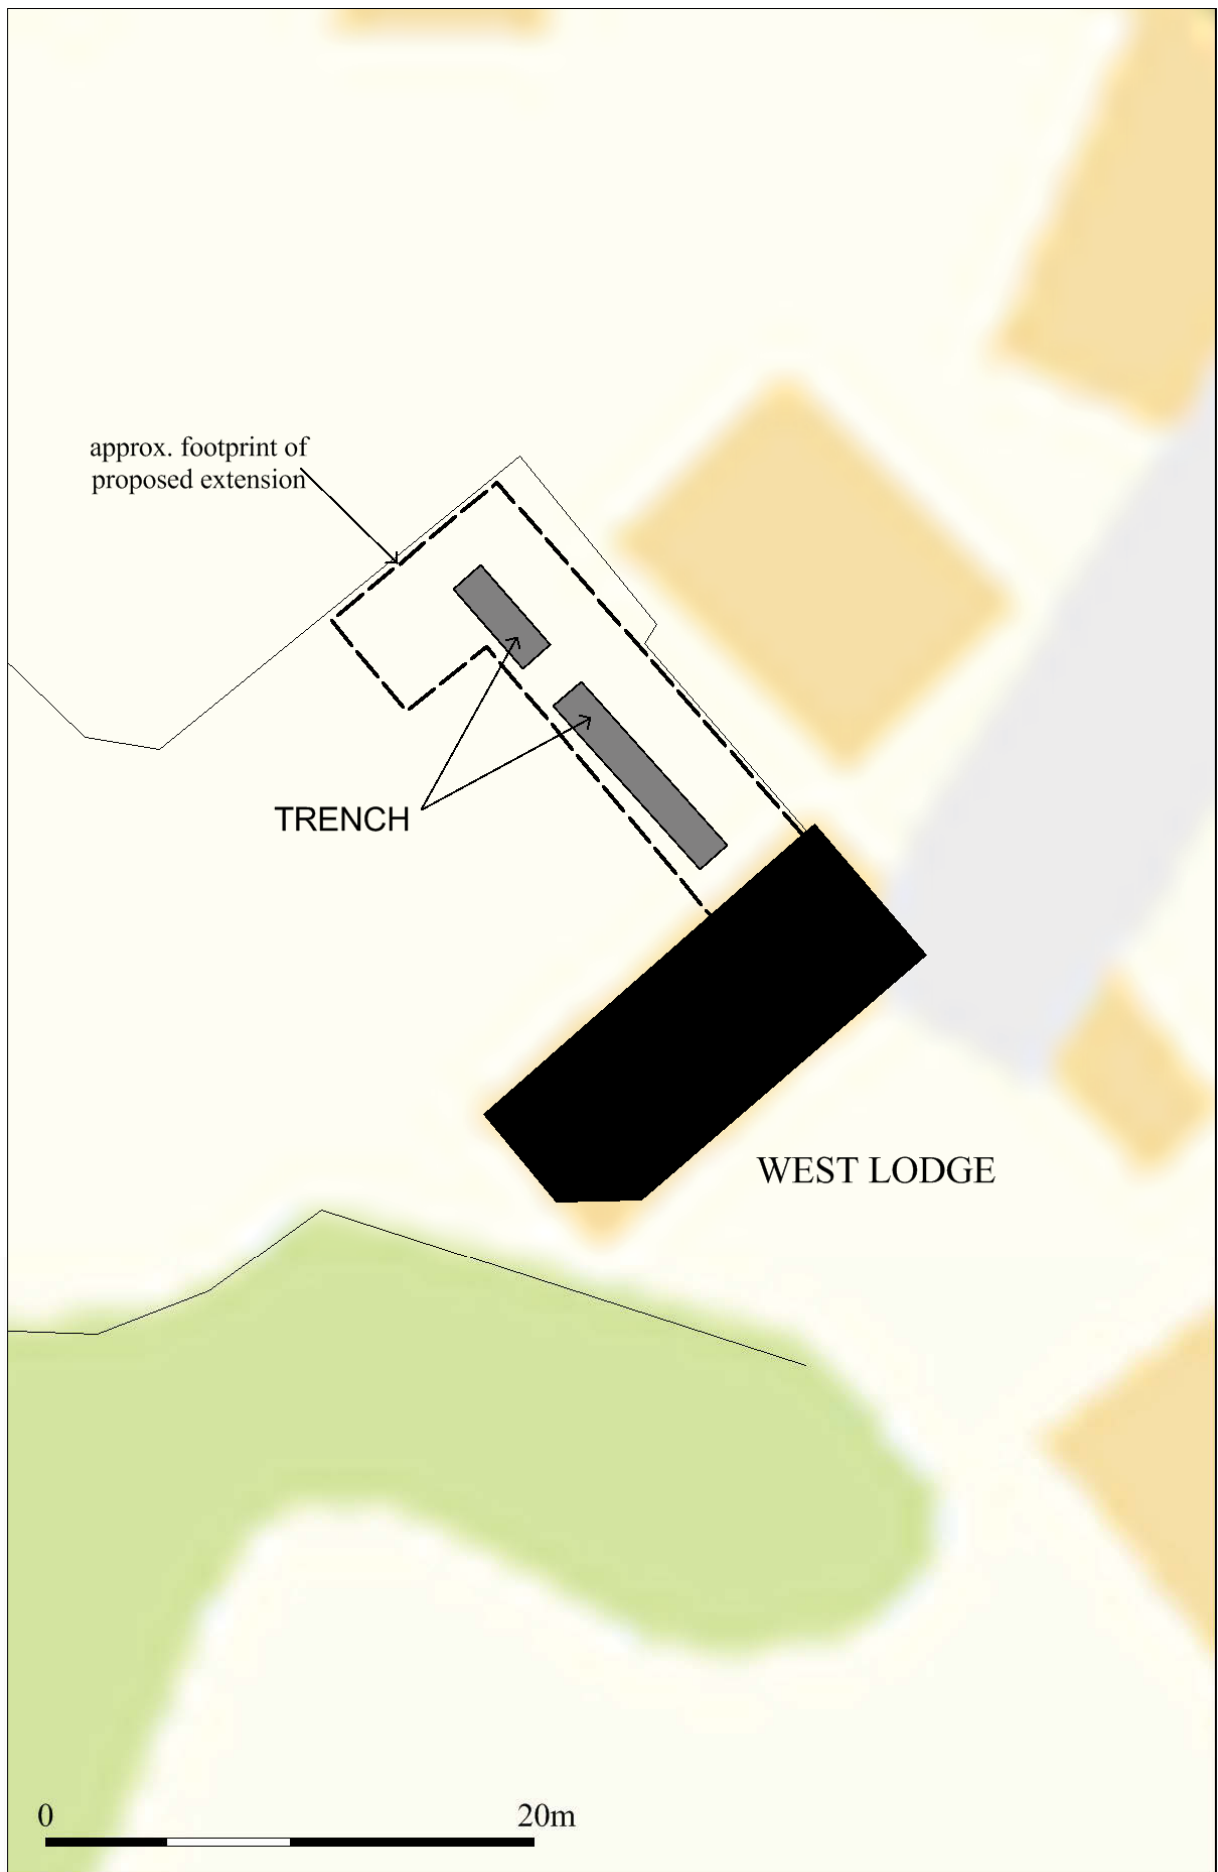 approx. footprint of
proposed extension
TRENCH
WEST LODGE
0 20m